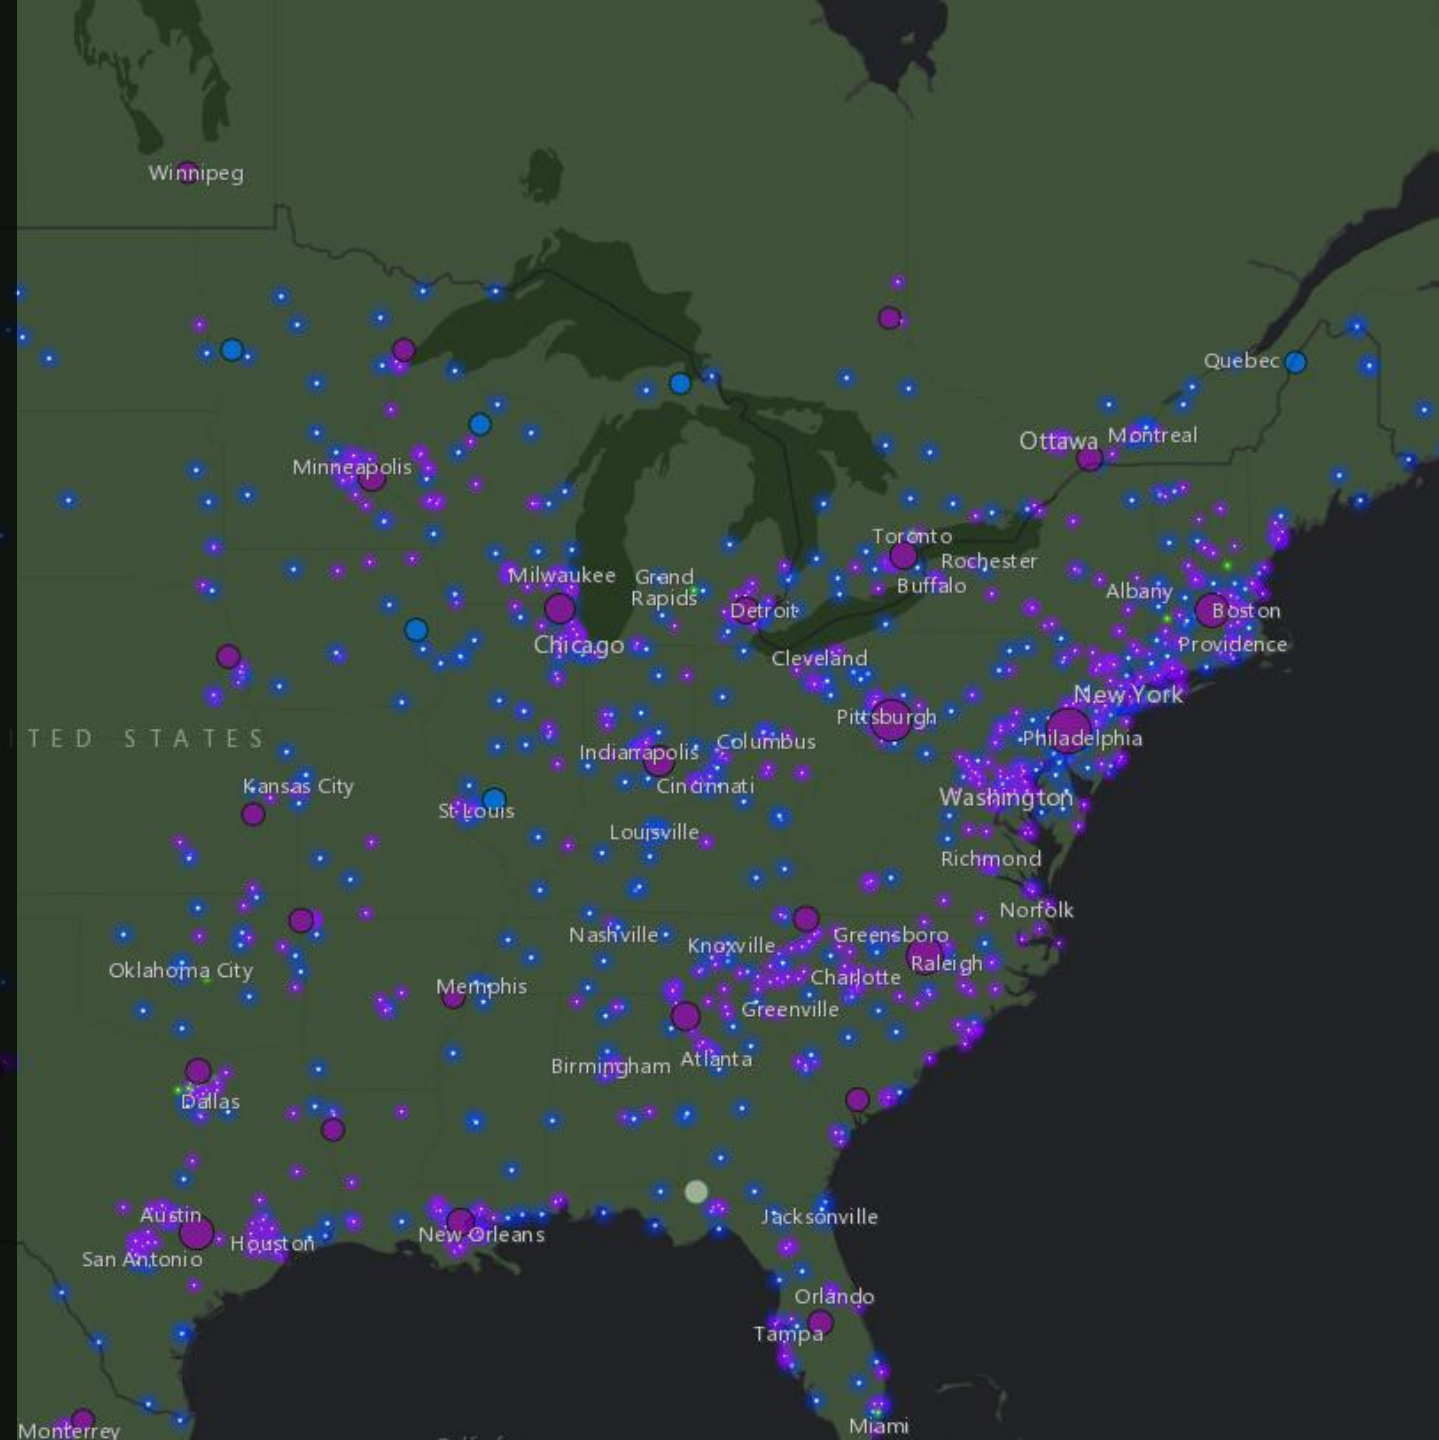 Winnipeg
Quebec
Ottawa
Montreal
Minneapolis
Toronto
Rochester
Milwaukee
Grand
Rapids
Buffalo
Albany
Detroit
Boston
Chicago
Providence
Cleveland
New York
Pittsburgh
Philadelphia
TED STATES
Columbus
Indianapolis
Kansas City
Cincinnati
Washington
St Louis
Louisville
Richmond
Norfolk
Nashville
Greensboro
Knoxville
Raleigh
Oklahoma City
Charlotte
Memphis
Greenville
Atlanta
Birmingham
Dallas
Austin
Jacksonville
New Orleans
Houston
San Antonio
Orlando
Tampa
Miami
Monterrey